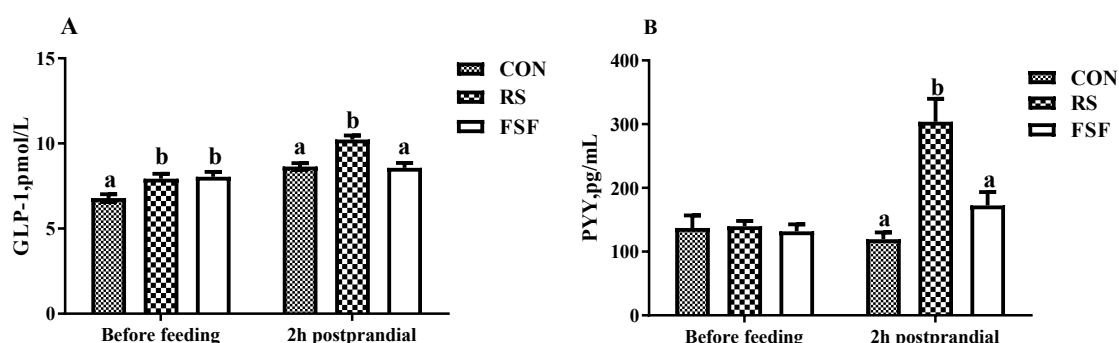 A
GLP-1,pmol/L
15
10
5
0
a
b
b
a
b
a
CON
RS
FSF
Before feeding
2h postprandial
B
PYY,pg/mL
400
300
200
100
0
a
b
a
CON
RS
FSF
Before feeding
2h postprandial